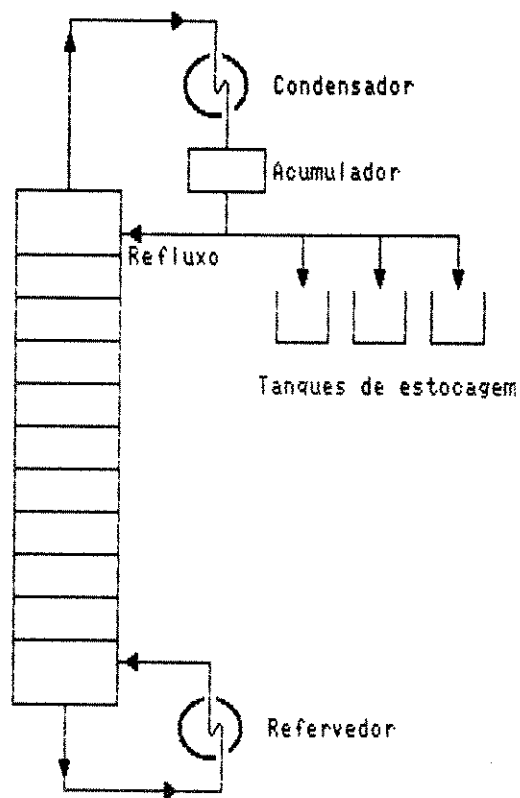 Condensador
Acumulador
Refluxo
Tanques de estocagem
Refervedor